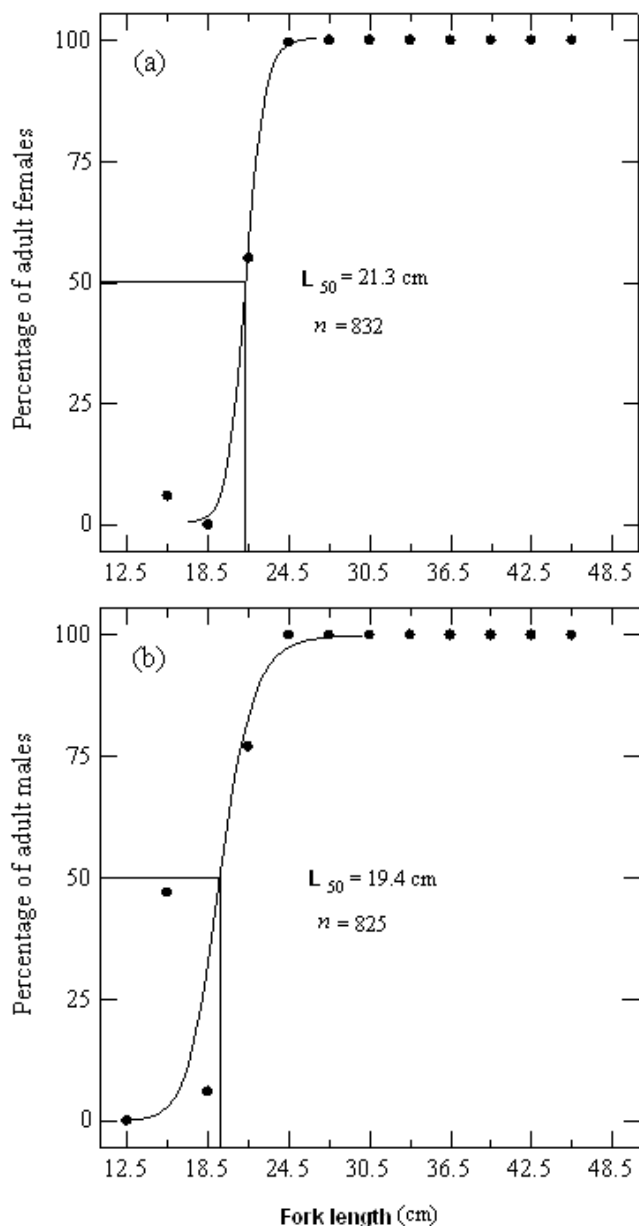 (a)
Percentage of adult females
100
75
50
25
0
L 50 = 21.3 cm
n = 832
12.5 18.5 24.5 30.5 36.5 42.5 48.5
(b)
Percentage of adult males
100
75
50
25
0
L 50 = 19.4 cm
n = 825
12.5 18.5 24.5 30.5 36.5 42.5 48.5
Fork length (cm)